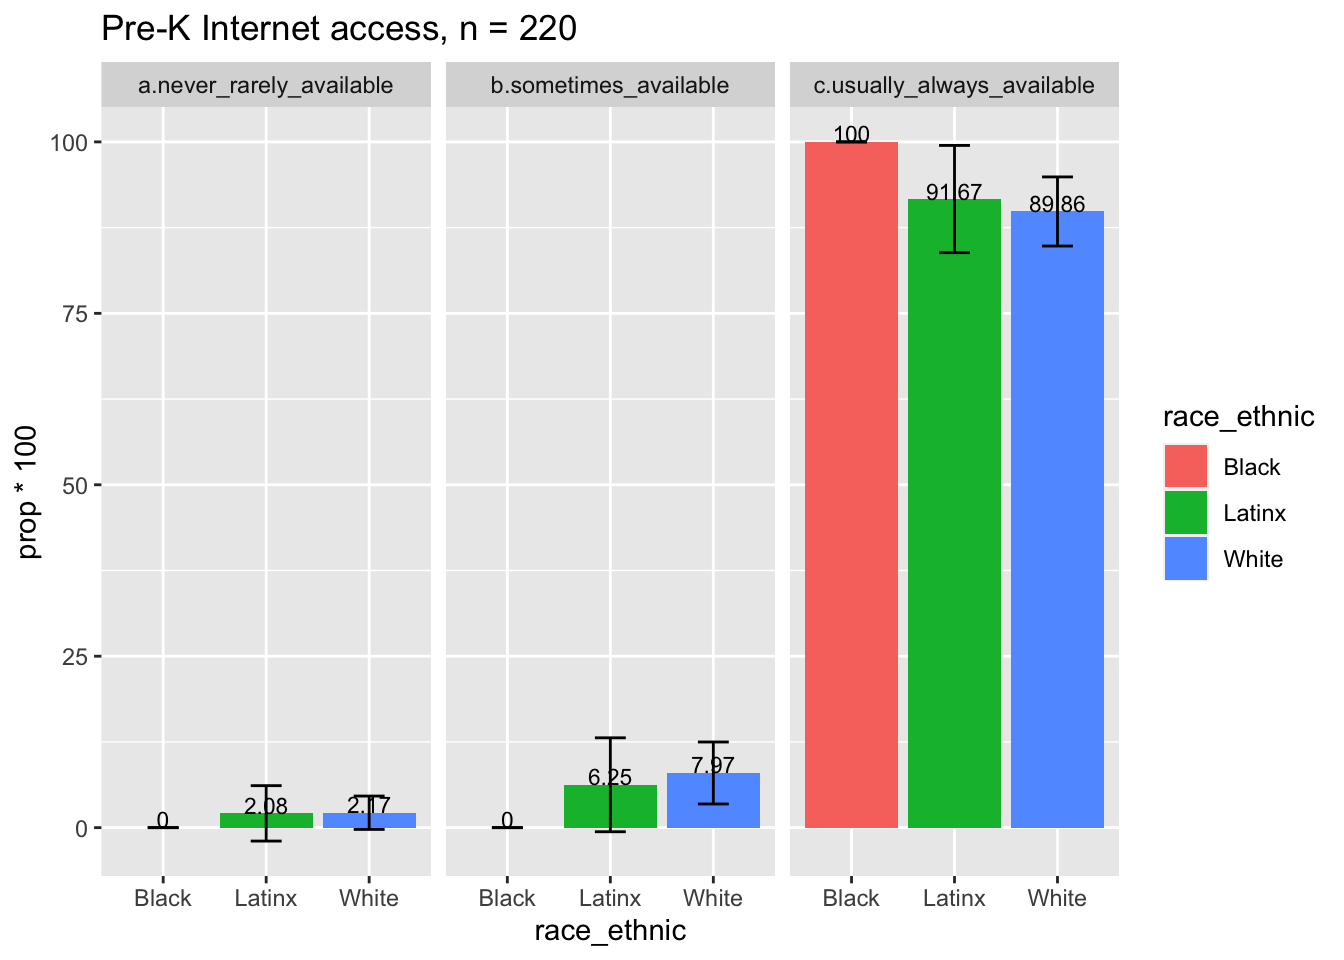 Pre-K Internet access, n = 220
a.never_rarely_available
b.sometimes_available
c.usually_always_available
prop * 100
100
75
50
25
0
0
2.08
2.17
0
6.25
7.97
100
91.67
89.86
Black Latinx White
Black Latinx White
Black Latinx White
race_ethnic
race_ethnic
Black
Latinx
White